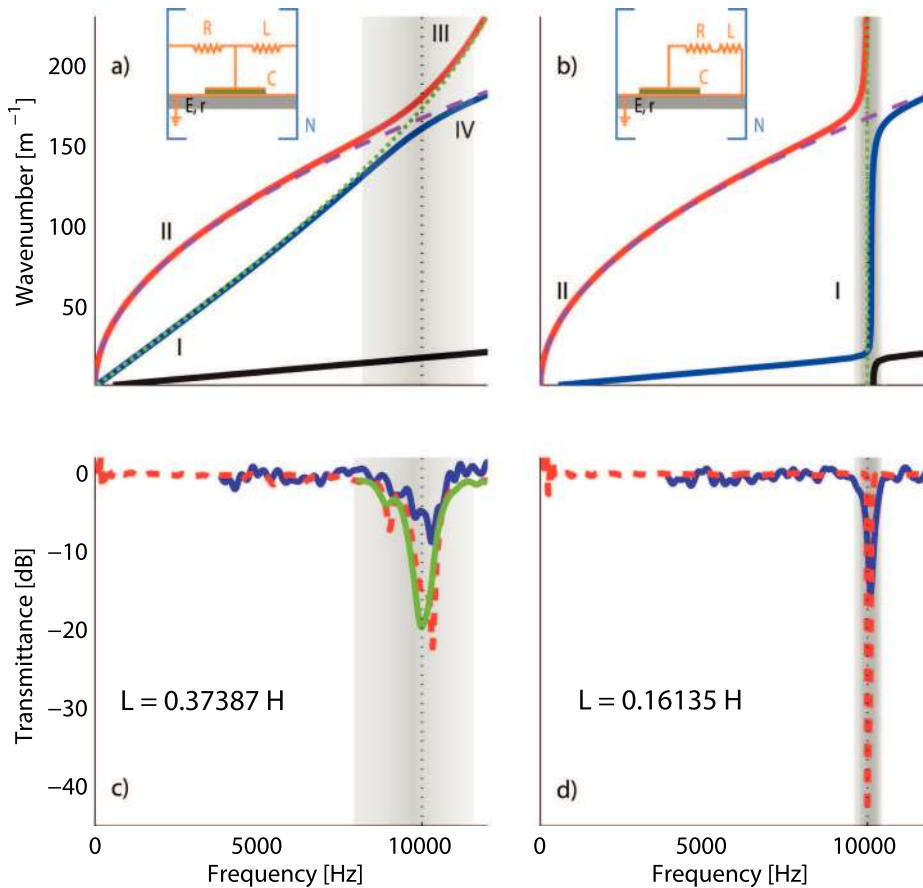 a)
R
L
C
E, r
N
III
IV
II
I
200
150
100
50
Wavenumber [m ⁻¹]
b)
R
L
C
E, r
N
II
I
0
−10
−20
−30
−40
Transmittance [dB]
L = 0.37387 H
c)
0
5000
10000
Frequency [Hz]
L = 0.16135 H
d)
0
5000
10000
Frequency [Hz]